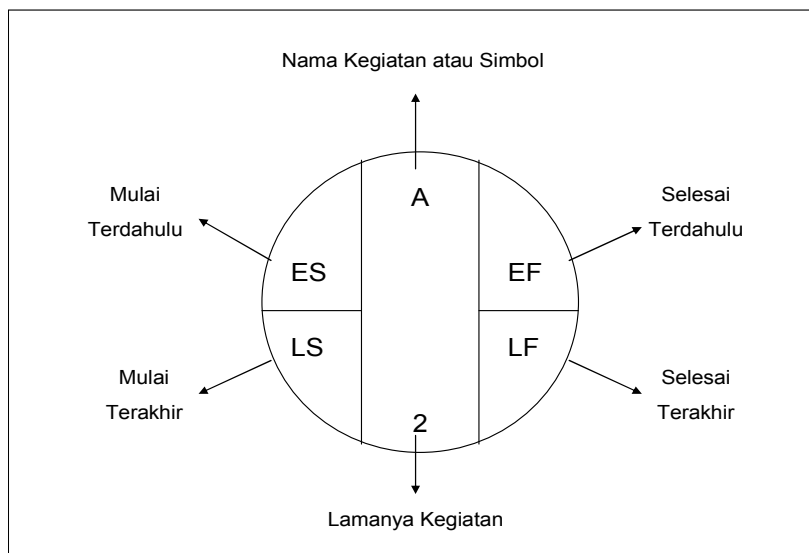 Nama Kegiatan atau Simbol
Mulai
Terdahulu
A
Selesai
Terdahulu
ES
EF
LS
LF
Mulai
Terakhir
Selesai
Terakhir
2
Lamanya Kegiatan